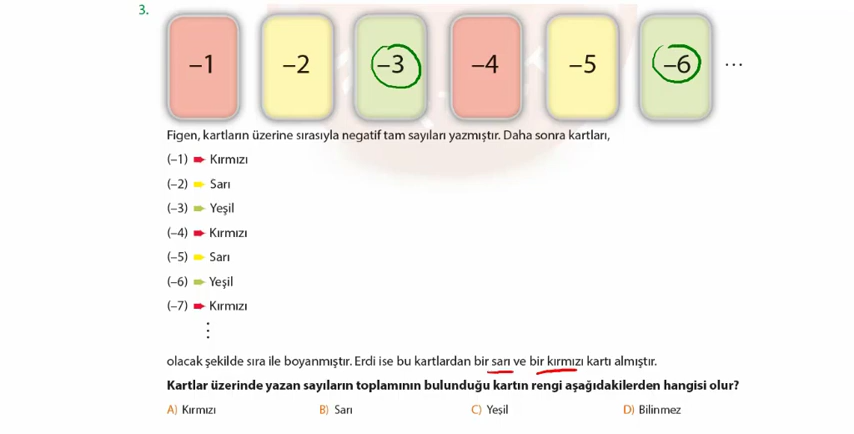 3.
–1 –2 –3 –4 –5 –6 ...
Figen, kartların üzerine sırasıyla negatif tam sayıları yazmıştır. Daha sonra kartları,
(–1) Kırmızı
(–2) Sarı
(–3) Yeşil
(–4) Kırmızı
(–5) Sarı
(–6) Yeşil
(–7) Kırmızı
⋮
olacak şekilde sıra ile boyanmıştır. Erdi ise bu kartlardan bir sarı ve bir kırmızı kartı almıştır.
Kartlar üzerinde yazan sayıların toplamının bulunduğu kartın rengi aşağıdakilerden hangisi olur?
A) Kırmızı B) Sarı C) Yeşil D) Bilinmez